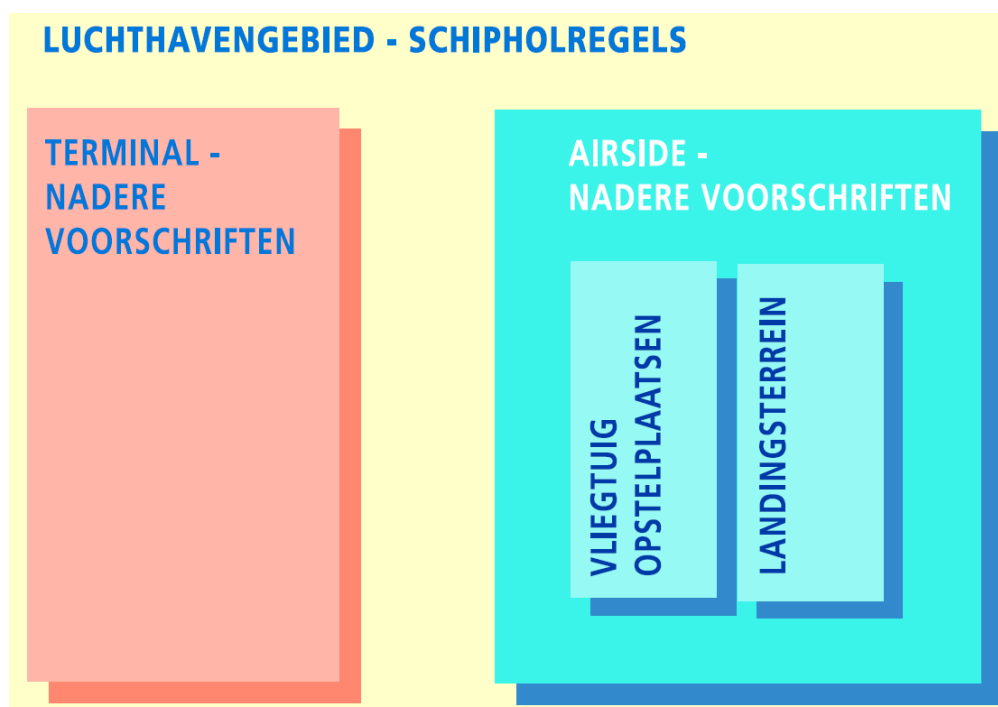 LUCHTHAVENGEBIED - SCHIPHOLREGELS
TERMINAL -
NADERE
VOORSCHRIFTEN
AIRSIDE -
NADERE VOORSCHRIFTEN
VLIEGTUIG
OPSTELPLAATSEN
LANDINGSTERREIN